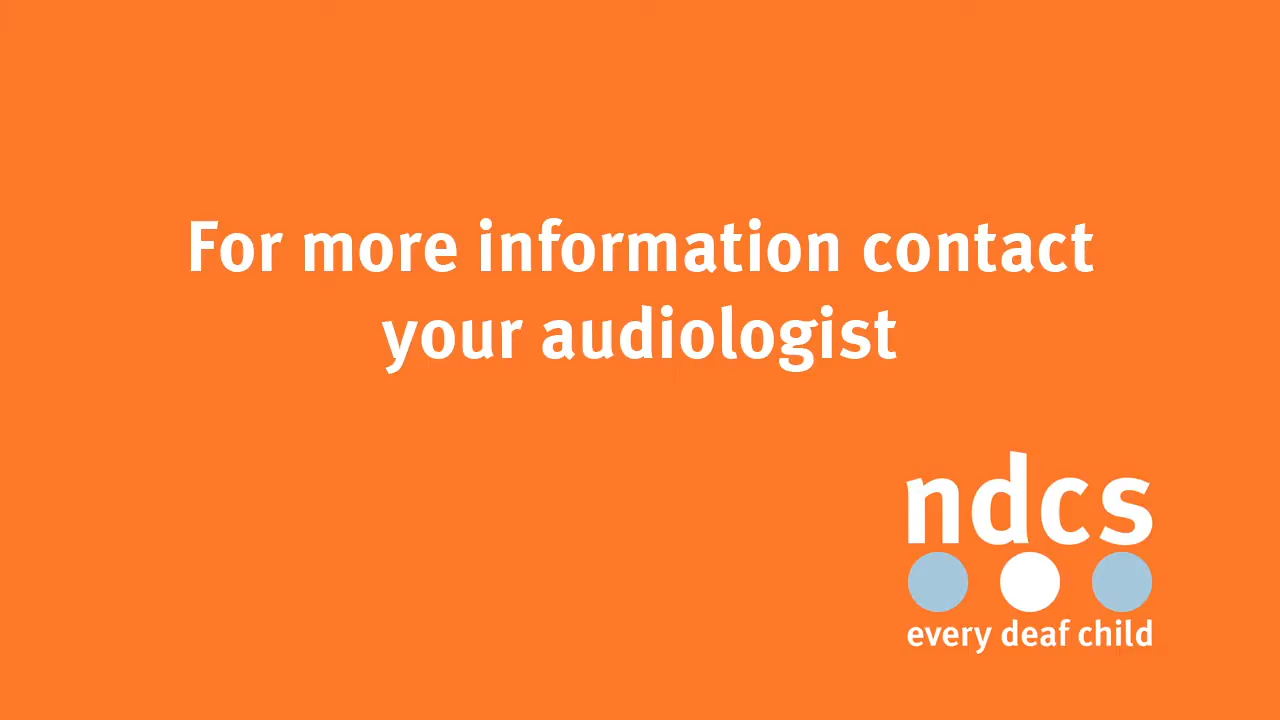 For more information contact
your audiologist
ndcs
every deaf child